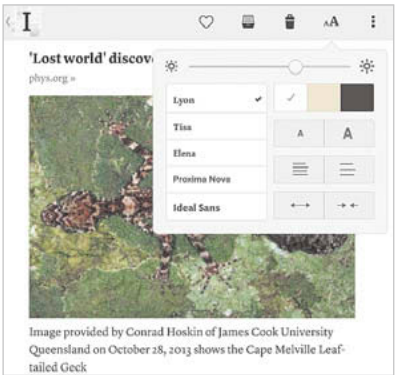 I
AA
'Lost world' discov
phys.org »
Lyon
Tisa
Elena
Proxima Nova
Ideal Sans
A A
Image provided by Conrad Hoskin of James Cook University
Queensland on October 28, 2013 shows the Cape Melville Leaf-
tailed Geck